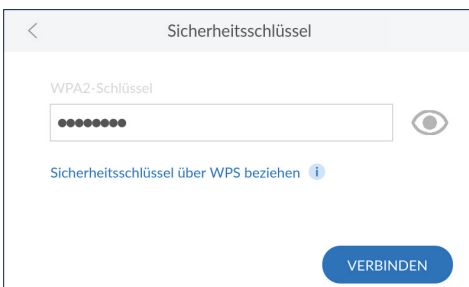 Sicherheitsschlüssel
WPA2-Schlüssel
●●●●●●●●
Sicherheitsschlüssel über WPS beziehen i
VERBINDEN